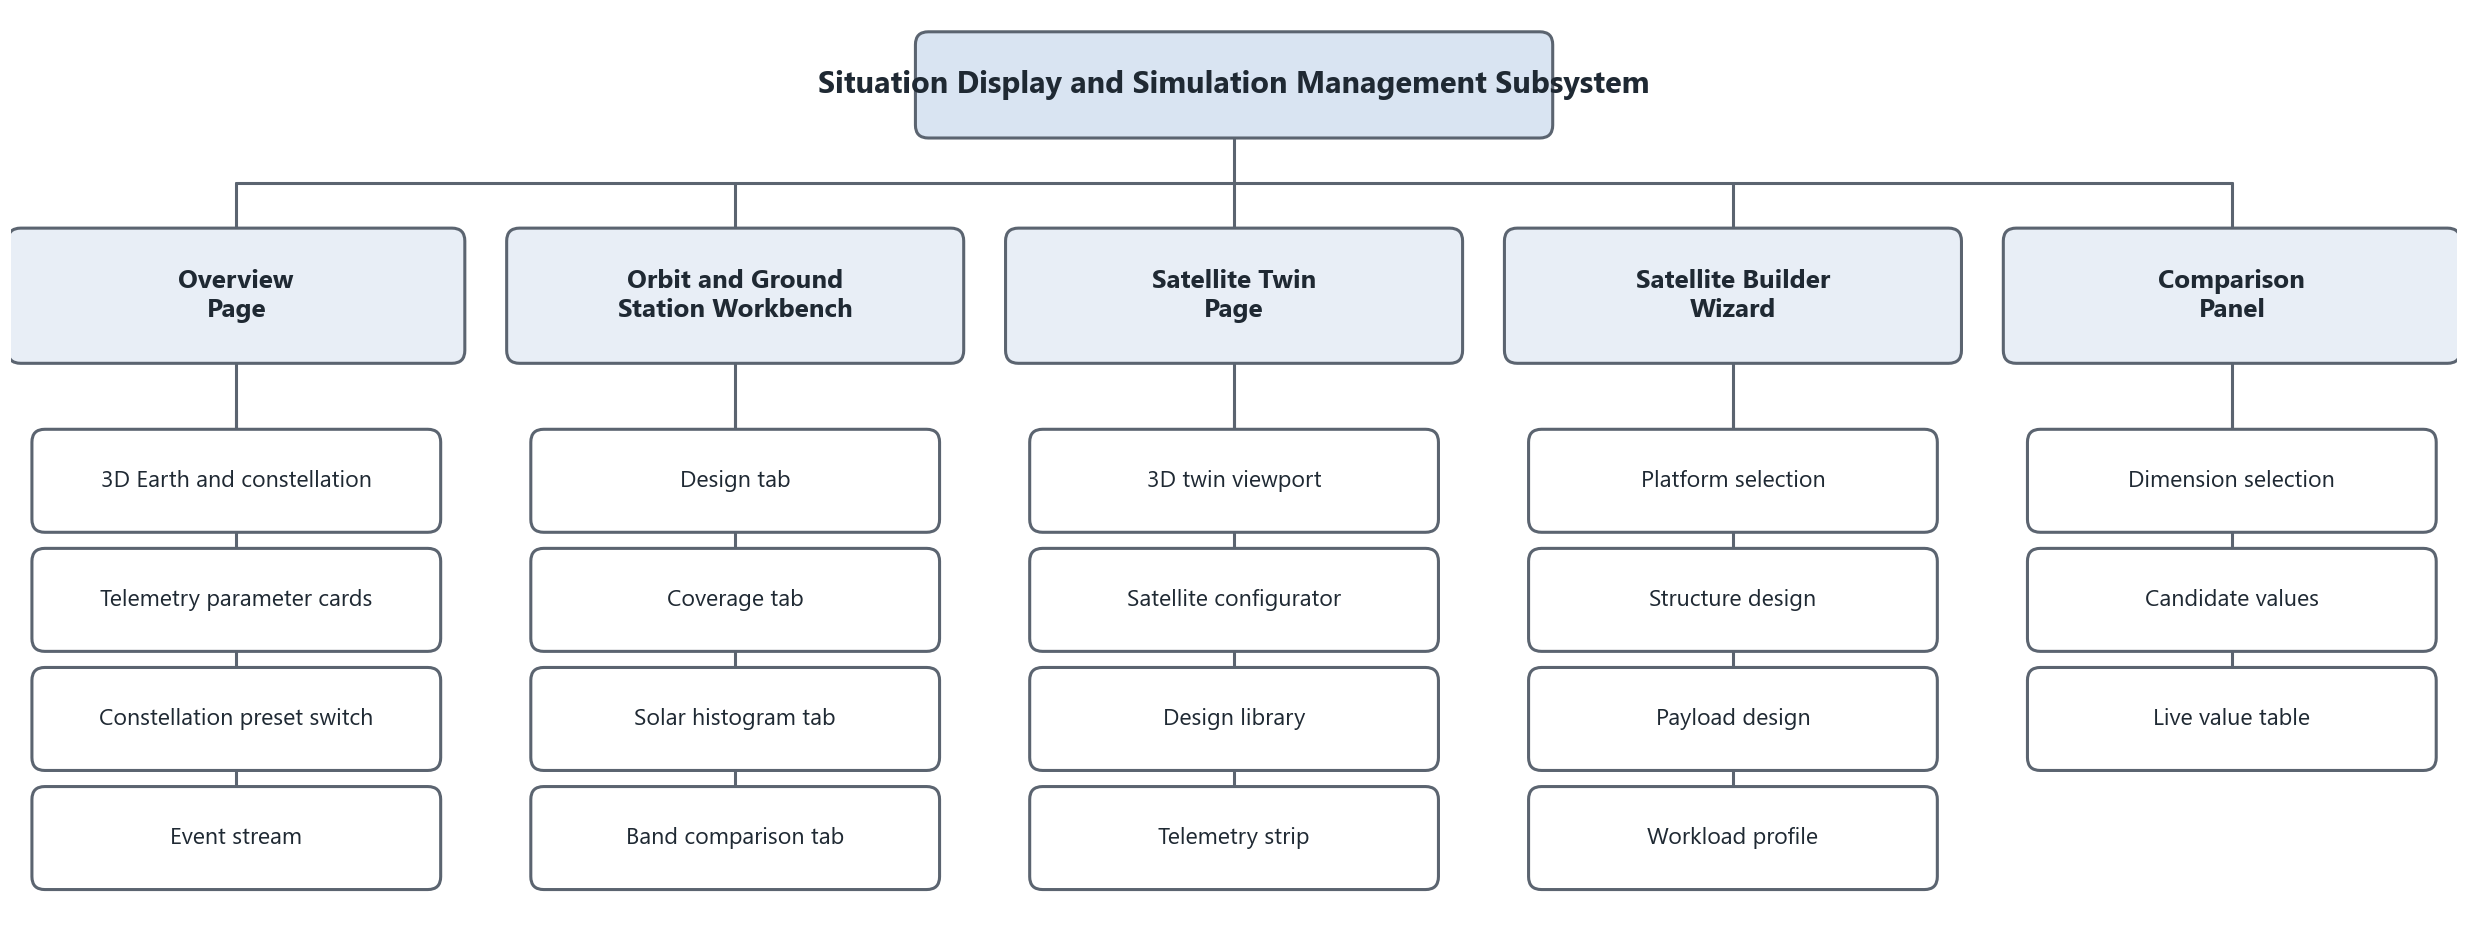 Situation Display and Simulation Management Subsystem
Overview
Page
Orbit and Ground
Station Workbench
Satellite Twin
Page
Satellite Builder
Wizard
Comparison
Panel
3D Earth and constellation
Design tab
3D twin viewport
Platform selection
Dimension selection
Telemetry parameter cards
Coverage tab
Satellite configurator
Structure design
Candidate values
Constellation preset switch
Solar histogram tab
Design library
Payload design
Live value table
Event stream
Band comparison tab
Telemetry strip
Workload profile